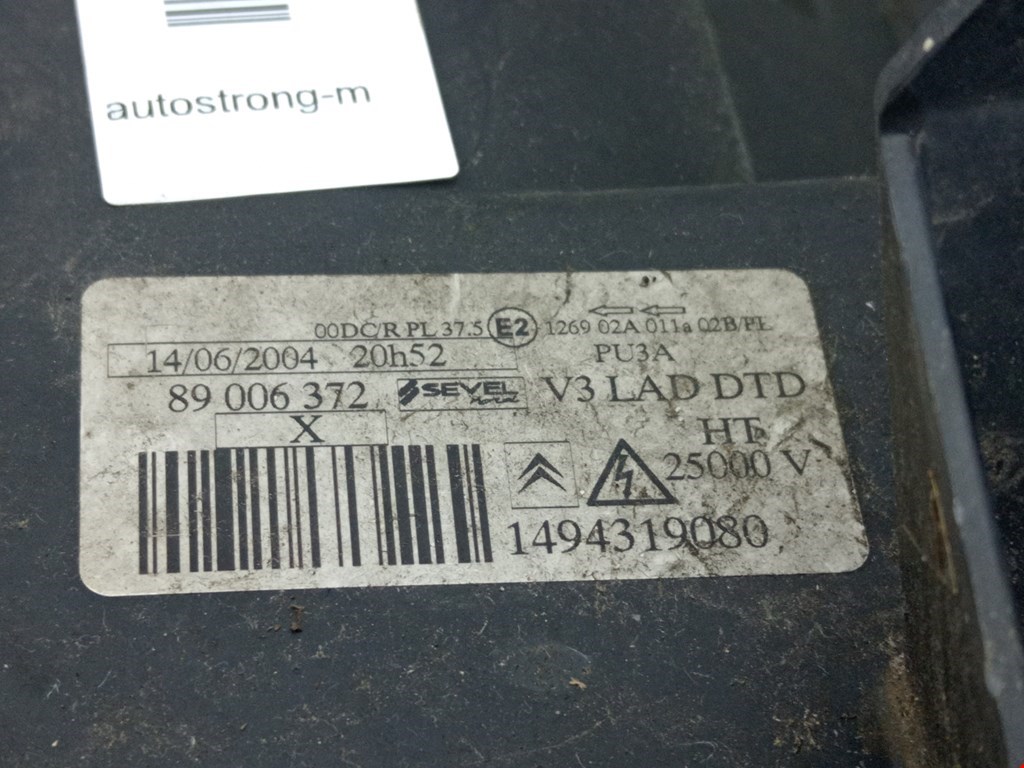 autostrong-m
00DC/R PL 37.5 E2 1269 02A 011a 02B/PL
14/06/2004 20h52 PU3A
89 006 372 SEVEL V3 LAD DTD
X HT
25000 V
1494319080